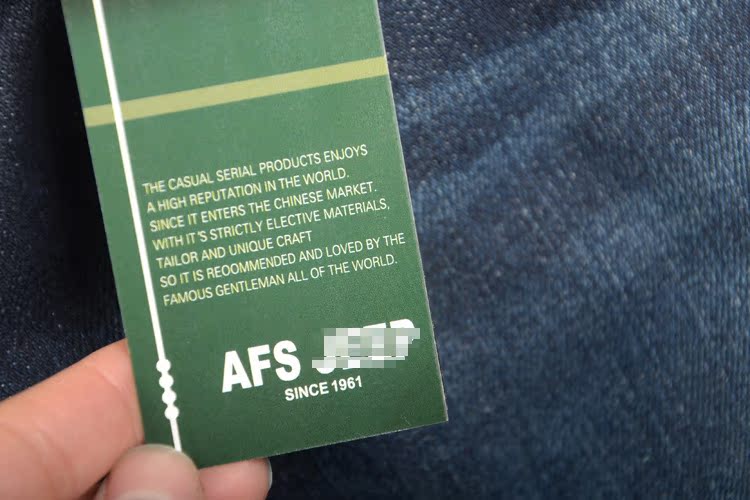 THE CASUAL SERIAL PRODUCTS ENJOYS
A HIGH REPUTATION IN THE WORLD.
SINCE IT ENTERS THE CHINESE MARKET.
WITH IT'S STRICTLY ELECTIVE MATERIALS,
TAILOR AND UNIQUE CRAFT
SO IT IS REOOMMENDED AND LOVED BY THE
FAMOUS GENTLEMAN ALL OF THE WORLD.
AFS
SINCE 1961